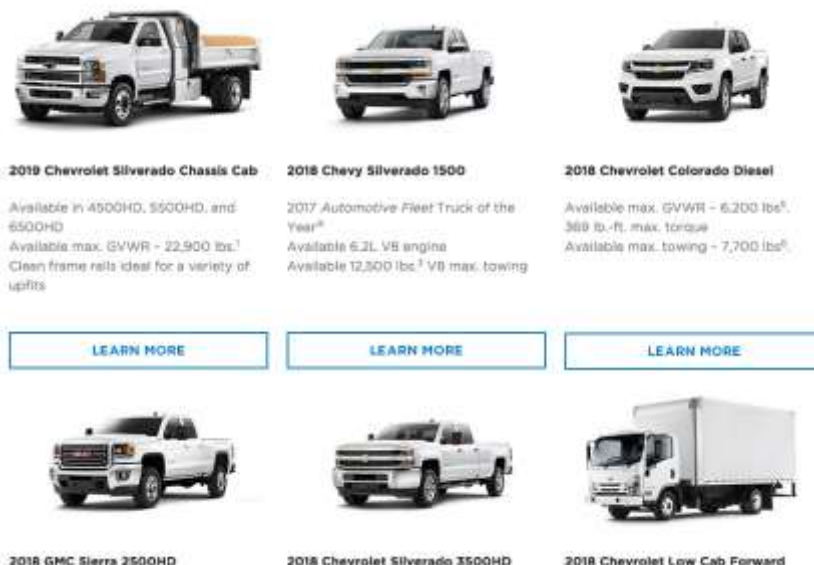 2019 Chevrolet Silverado Chassis Cab
Available in 4500HD, 5500HD, and
6500HD
Available max. GVWR – 22,900 lbs.¹
Clean frame rails ideal for a variety of
upfits
LEARN MORE
2018 Chevy Silverado 1500
2017 Automotive Fleet Truck of the
Year
Available 6.2L V8 engine
Available 12,500 lbs.³ V8 max. towing
LEARN MORE
2018 Chevrolet Colorado Diesel
Available max. GVWR – 6,200 lbs
369 lb.-ft. max. torque
Available max. towing – 7,700 lbs
LEARN MORE
2018 GMC Sierra 2500HD
2018 Chevrolet Silverado 3500HD
2018 Chevrolet Low Cab Forward